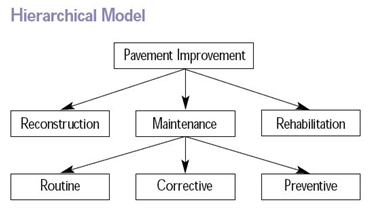 Hierarchical Model
Pavement Improvement
Reconstruction
Maintenance
Rehabilitation
Routine
Corrective
Preventive